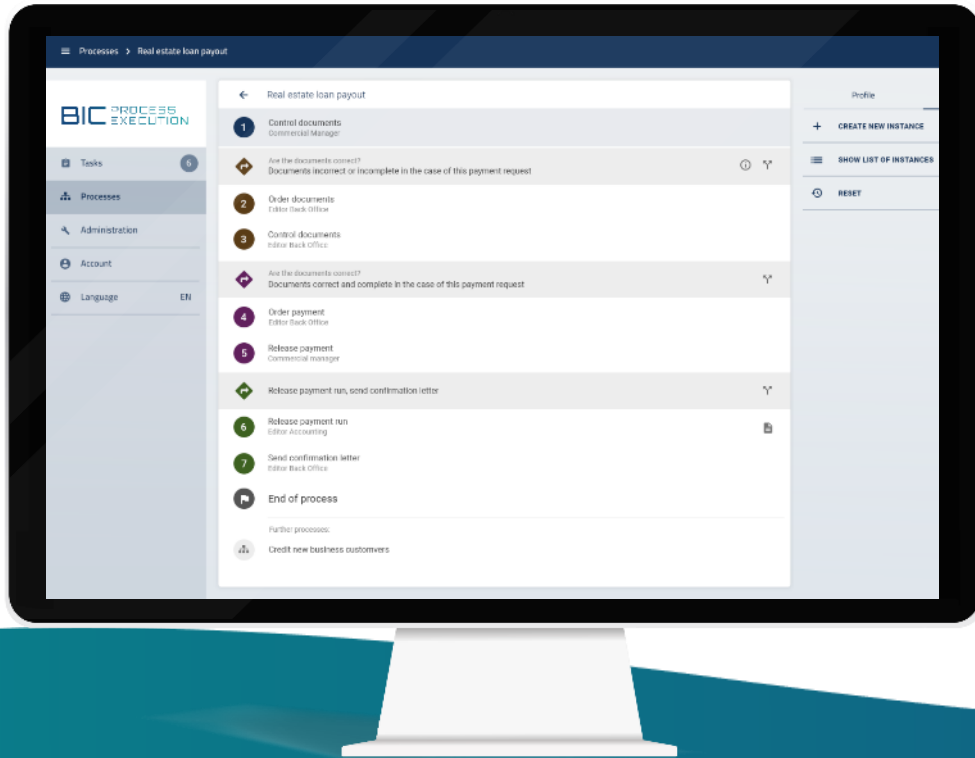 Processes > Real estate loan payout
BIC PROCESS EXECUTION
Tasks
Processes
Administration
Account
Language EN
Real estate loan payout
1 Control documents
Commercial Manager
Are the documents correct?
Documents incorrect or incomplete in the case of this payment request
2 Order documents
Editor Back Office
3 Control documents
Editor Back Office
Are the documents correct?
Documents correct and complete in the case of this payment request
4 Order payment
Editor Back Office
5 Release payment
Commercial manager
Release payment run, send confirmation letter
6 Release payment run
Editor Accounting
7 Send confirmation letter
Editor Back Office
End of process
Further processes:
Credit new business customvers
Profile
CREATE NEW INSTANCE
SHOW LIST OF INSTANCES
RESET